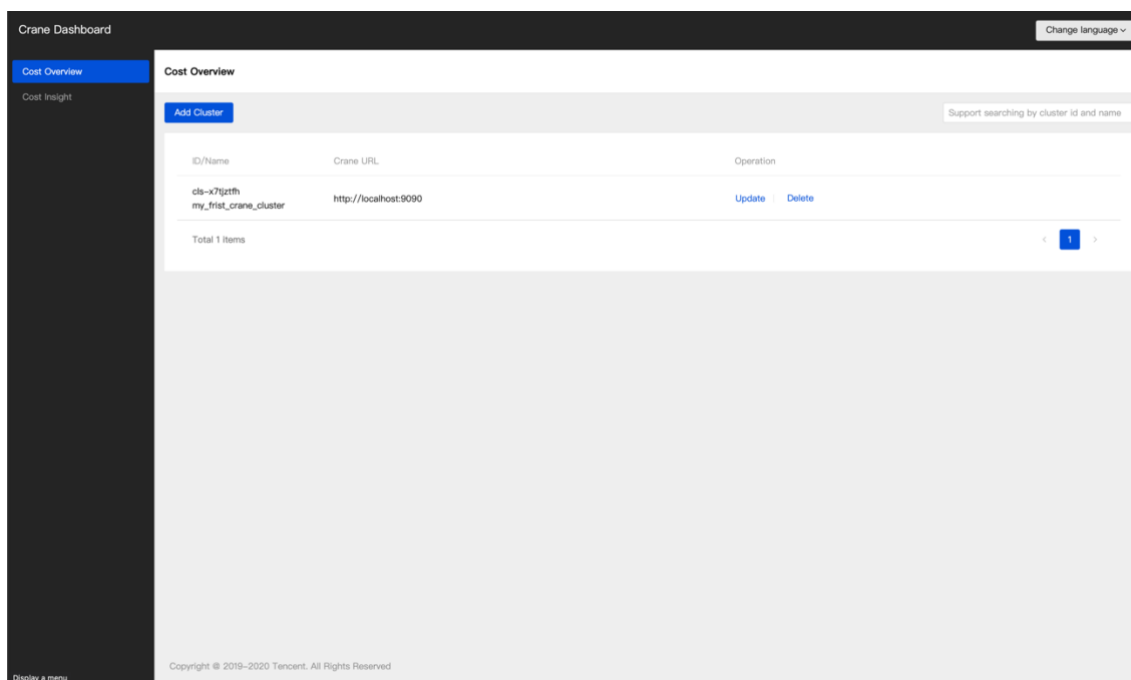 Crane Dashboard
Change language
Cost Overview
Cost Insight
Cost Overview
Add Cluster
Support searching by cluster id and name
ID/Name Crane URL Operation
cls-x7tjztfh
my_frist_crane_cluster
http://localhost:9090
Update Delete
Total 1 items
1
Copyright @ 2019-2020 Tencent. All Rights Reserved
Display a menu